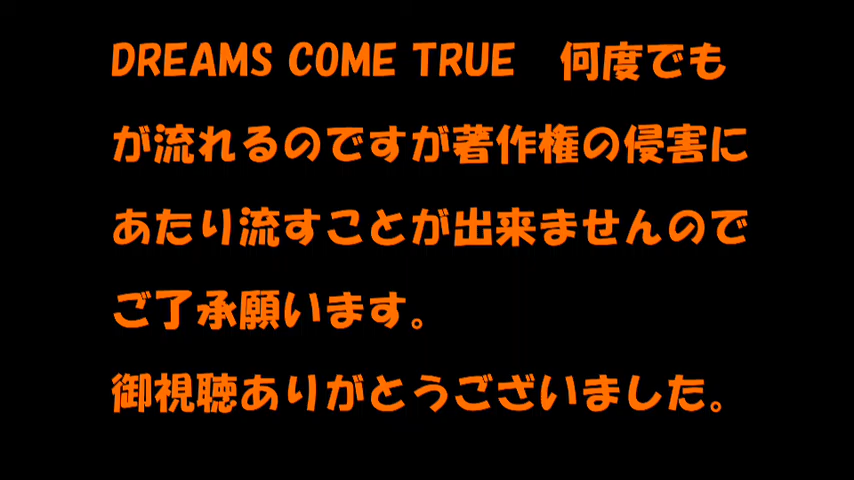 DREAMS COME TRUE　何度でも
が流れるのですが著作権の侵害に
あたり流すことが出来ませんので
ご了承願います。
御視聴ありがとうございました。